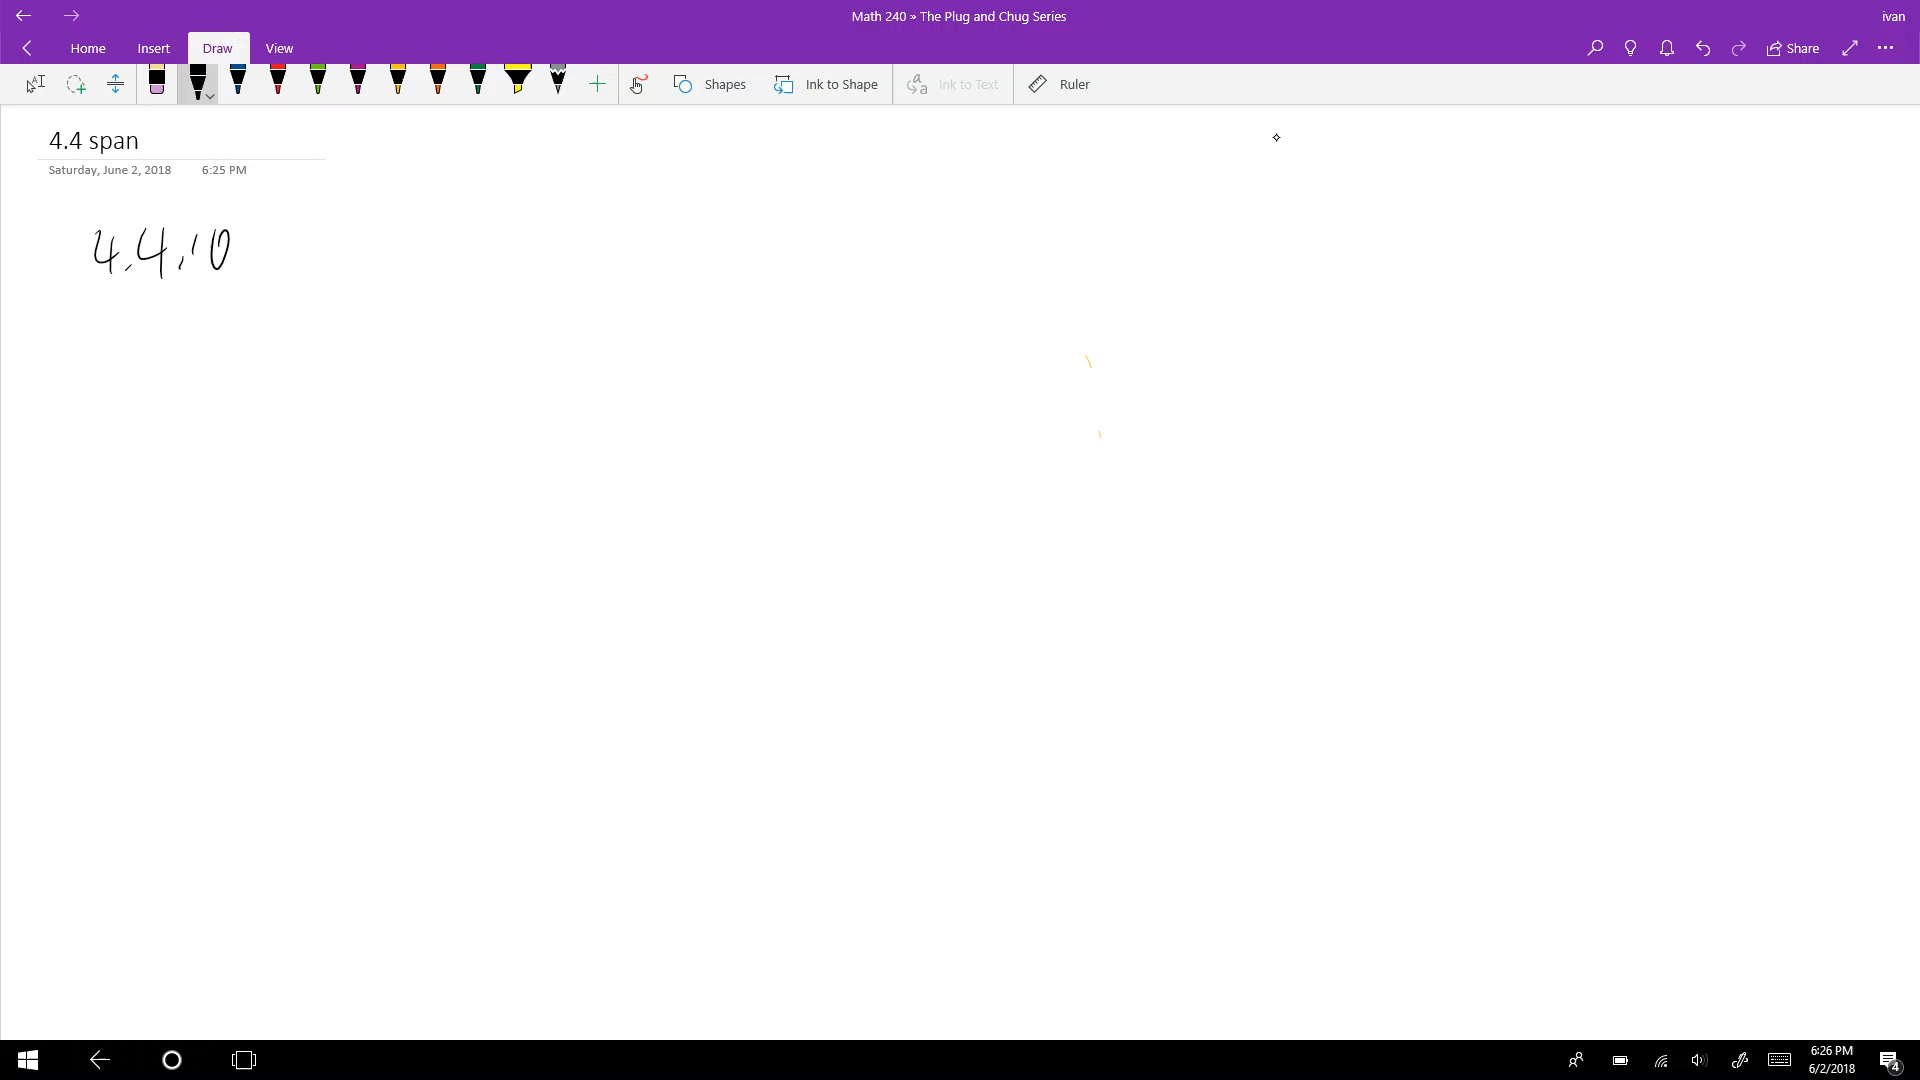 Math 240 » The Plug and Chug Series
ivan
Home Insert Draw View
Share
Shapes Ink to Shape Ink to Text Ruler
4.4 span
Saturday, June 2, 2018 6:25 PM
4.4.10
6:26 PM
6/2/2018
4